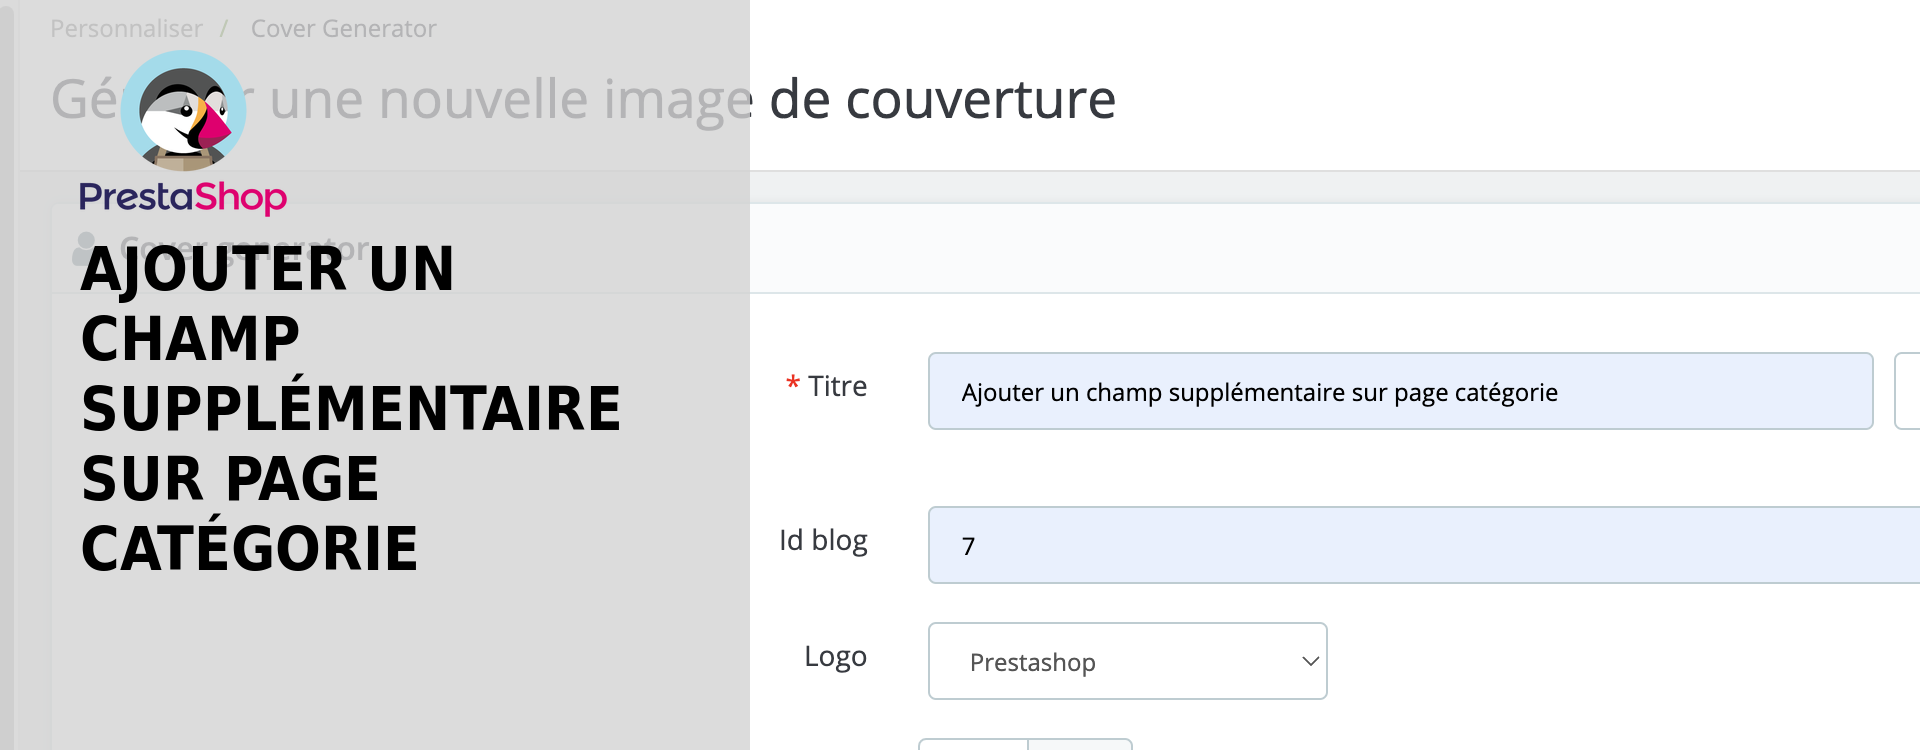 Personnaliser / Cover Generator
Gé r une nouvelle image de couverture
PrestaShop
Cover generator
AJOUTER UN
CHAMP
SUPPLÉMENTAIRE
SUR PAGE
CATÉGORIE
* Titre
Ajouter un champ supplémentaire sur page catégorie
Id blog
7
Logo
Prestashop